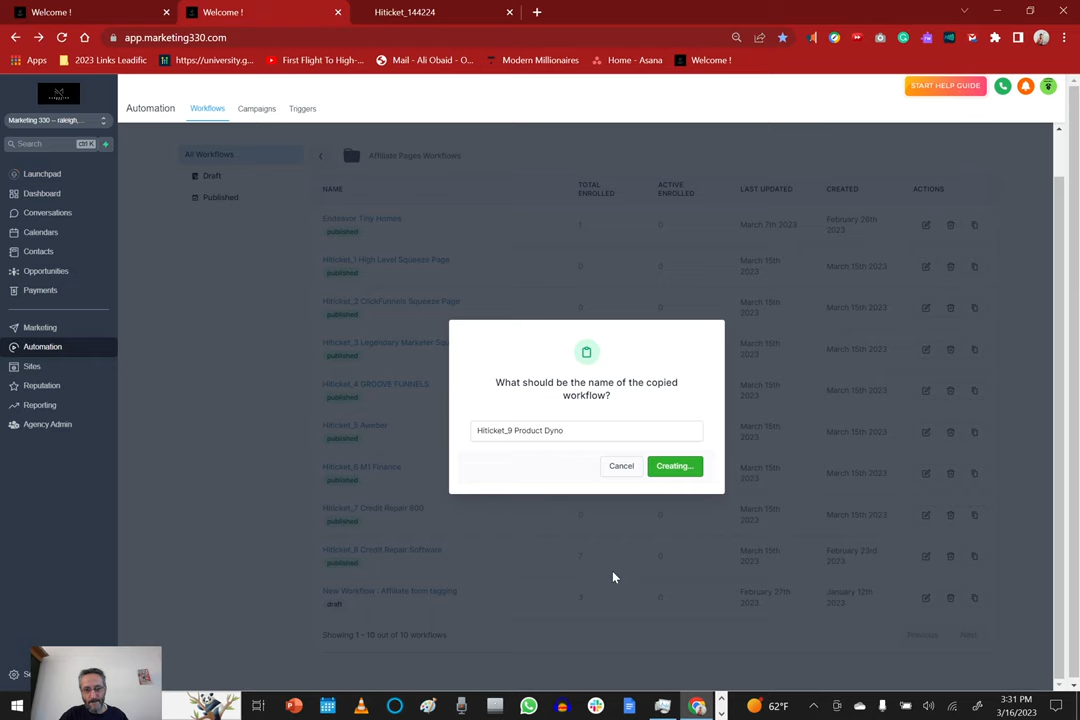 Welcome !
Welcome !
Hiticket_144224
app.marketing330.com
Apps
2023 Links Leadific
https://university.g...
First Flight To High-...
Mail - Ali Obaid - O...
Modern Millionaires
Home - Asana
Welcome !
Automation
Workflows
Campaigns
Triggers
START HELP GUIDE
Marketing 330 -- raleigh,...
Search
ctrl K
Launchpad
Dashboard
Conversations
Calendars
Contacts
Opportunities
Payments
Marketing
Automation
Sites
Reputation
Reporting
Agency Admin
All Workflows
Draft
Published
Affiliate Pages Workflows
NAME
TOTAL
ENROLLED
ACTIVE
ENROLLED
LAST UPDATED
CREATED
ACTIONS
Endeavor Tiny Homes
published
1
0
March 7th 2023
February 26th
2023
Hiticket_1 High Level Squeeze Page
published
0
0
March 15th
2023
March 15th 2023
Hiticket_2 ClickFunnels Squeeze Page
published
0
0
March 15th
2023
March 15th 2023
Hiticket_3 Legendary Marketer Squ
published
March 15th
2023
March 15th 2023
Hiticket_4 GROOVE FUNNELS
published
March 15th
2023
March 15th 2023
Hiticket_5 Aweber
published
March 15th
2023
March 15th 2023
Hiticket_6 M1 Finance
published
March 15th
2023
March 15th 2023
Hiticket_7 Credit Repair 800
published
0
0
March 15th
2023
March 15th 2023
Hiticket_8 Credit Repair Software
published
7
0
March 15th
2023
February 23rd
2023
New Workflow : Affiliate form tagging
draft
3
0
February 27th
2023
January 12th
2023
Showing 1 - 10 out of 10 workflows
Previous
Next
What should be the name of the copied
workflow?
Hiticket_9 Product Dyno
Cancel
Creating...
62°F
3:31 PM
3/16/2023